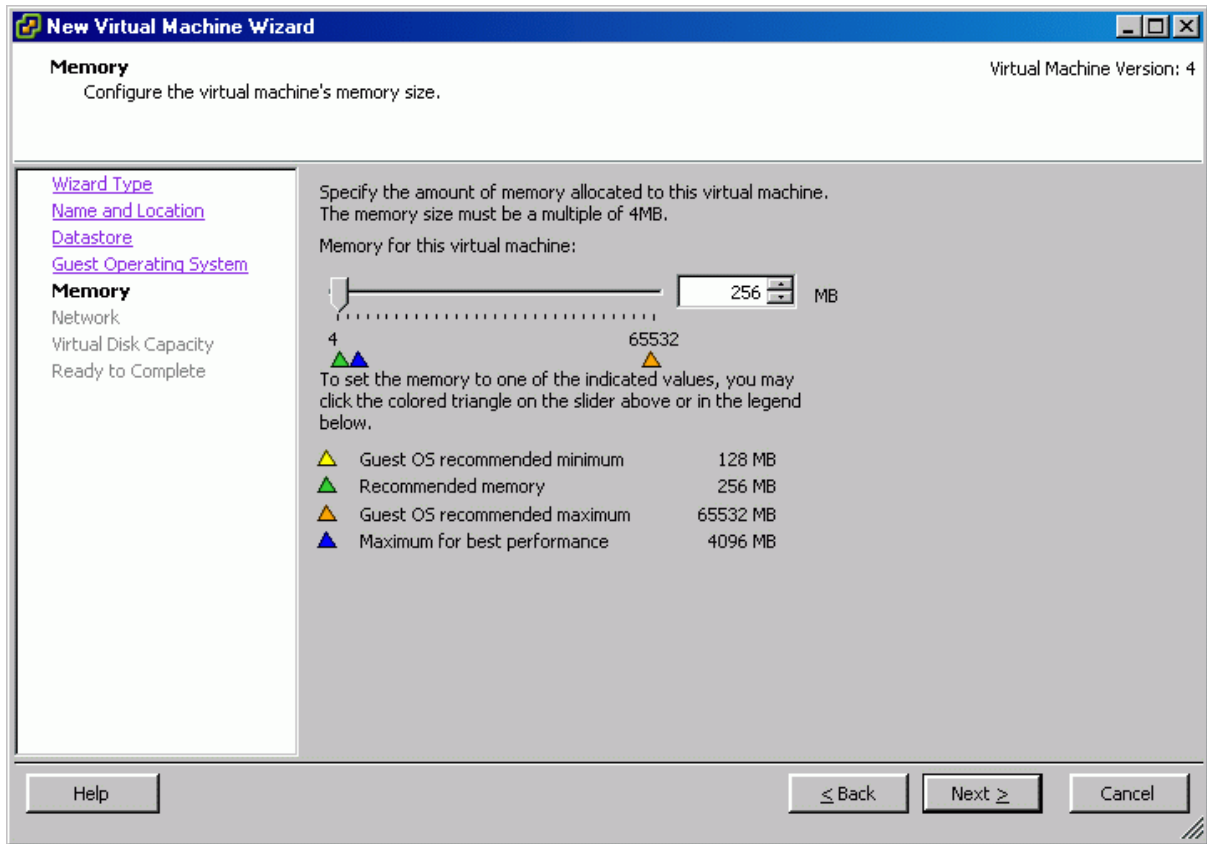 New Virtual Machine Wizard
Memory
Virtual Machine Version: 4
Configure the virtual machine's memory size.
Wizard Type
Name and Location
Datastore
Guest Operating System
Memory
Network
Virtual Disk Capacity
Ready to Complete
Specify the amount of memory allocated to this virtual machine.
The memory size must be a multiple of 4MB.
Memory for this virtual machine:
256 MB
4 65532
To set the memory to one of the indicated values, you may
click the colored triangle on the slider above or in the legend
below.
Guest OS recommended minimum 128 MB
Recommended memory 256 MB
Guest OS recommended maximum 65532 MB
Maximum for best performance 4096 MB
Help
≤ Back
Next ≥
Cancel